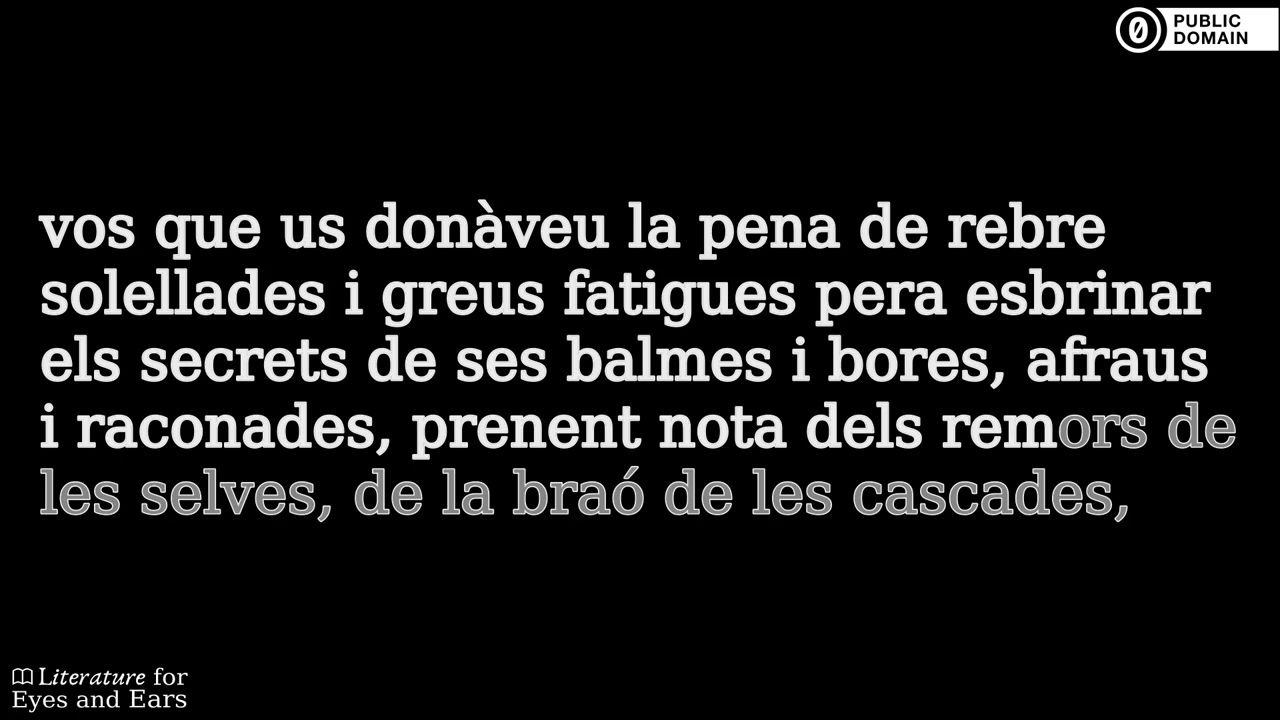 PUBLIC
DOMAIN
vos que us donàveu la pena de rebre
solellades i greus fatigues pera esbrinar
els secrets de ses balmes i bores, afraus
i raconades, prenent nota dels remors de
les selves, de la braó de les cascades,
Literature for
Eyes and Ears